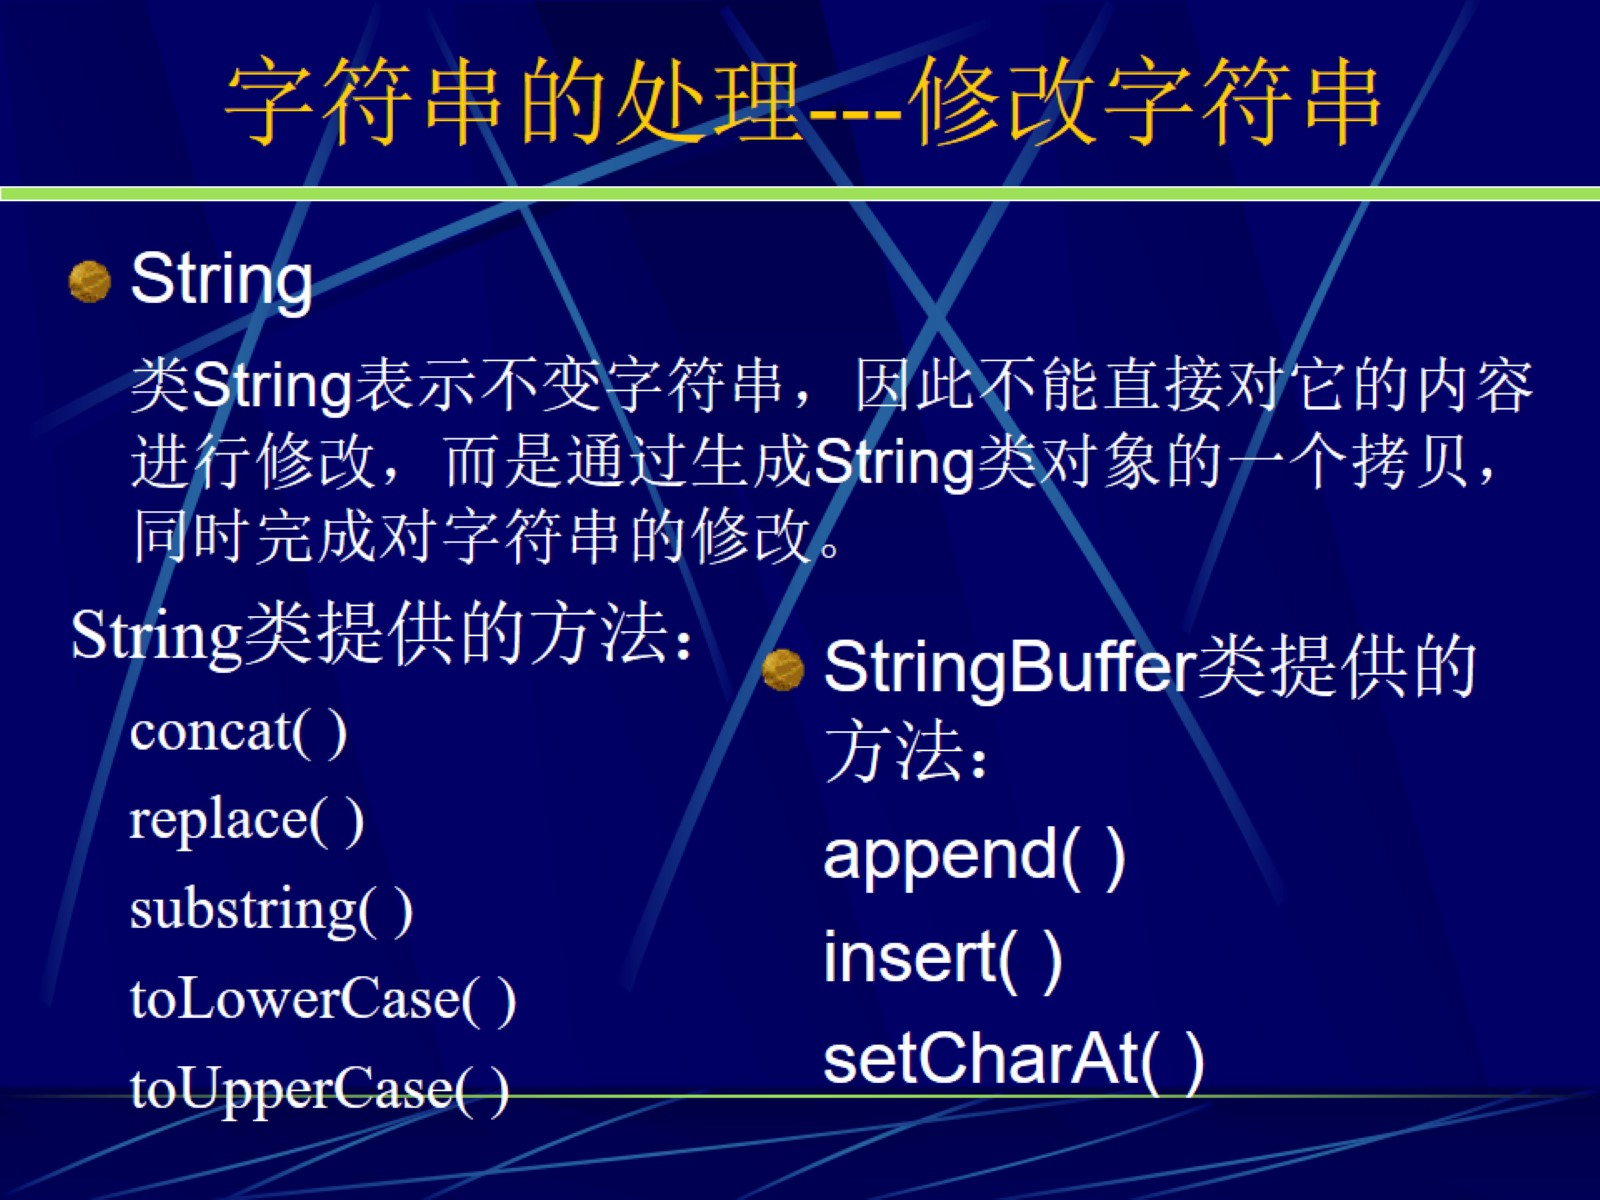 字符串的处理---修改字符串
String
类String表示不变字符串，因此不能直接对它的内容
进行修改，而是通过生成String类对象的一个拷贝，
同时完成对字符串的修改。
String类提供的方法：
concat( )
replace( )
substring( )
toLowerCase( )
toUpperCase( )
StringBuffer类提供的
方法：
append( )
insert( )
setCharAt( )